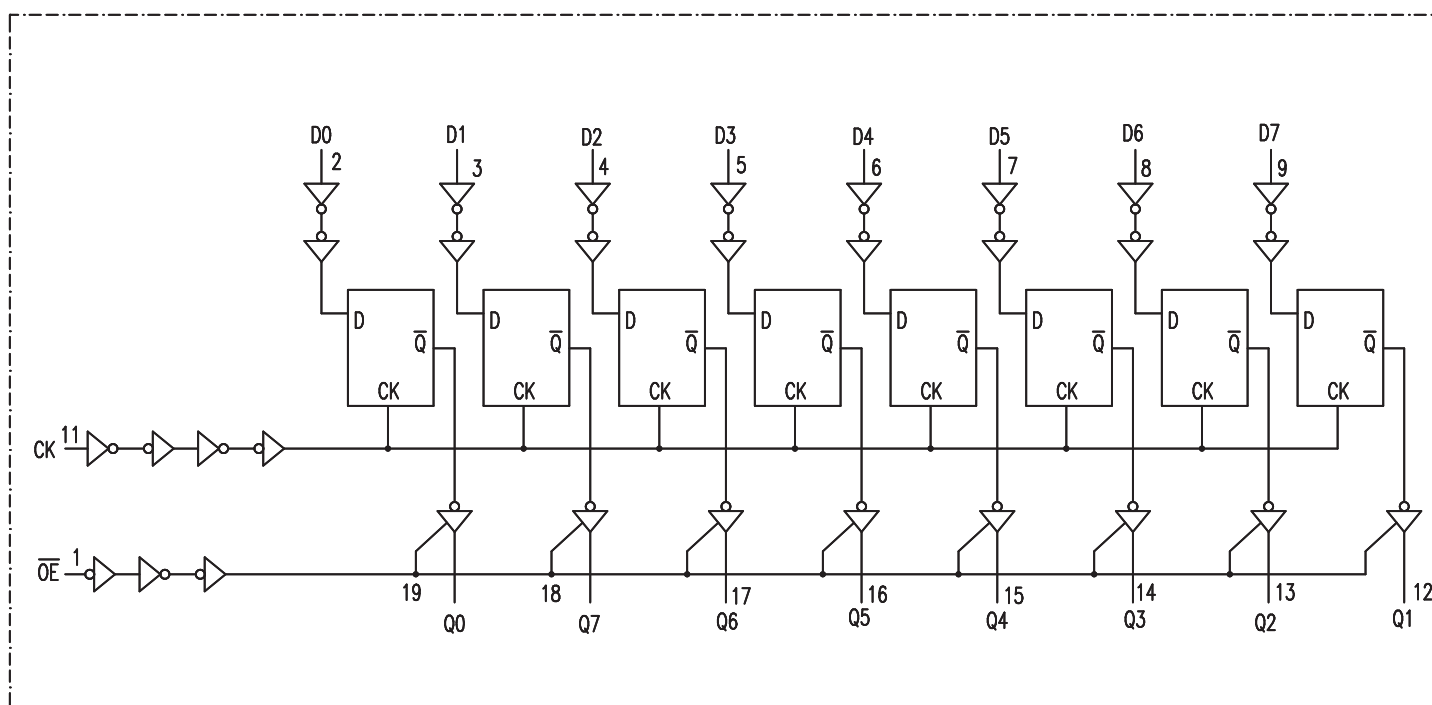 D0 D1 D2 D3 D4 D5 D6 D7
2 3 4 5 6 7 8 9
D D D D D D D D
Q̅ Q̅ Q̅ Q̅ Q̅ Q̅ Q̅ Q̅
CK CK CK CK CK CK CK CK
CK 11
O̅E̅ 1
19 18 17 16 15 14 13 12
Q0 Q7 Q6 Q5 Q4 Q3 Q2 Q1